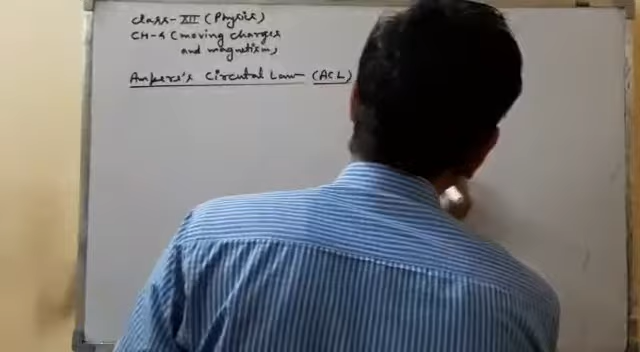 class-XII (Physics)
CH-4 (moving charges
and magnetism)
Ampere's Circuital Law (ACL)